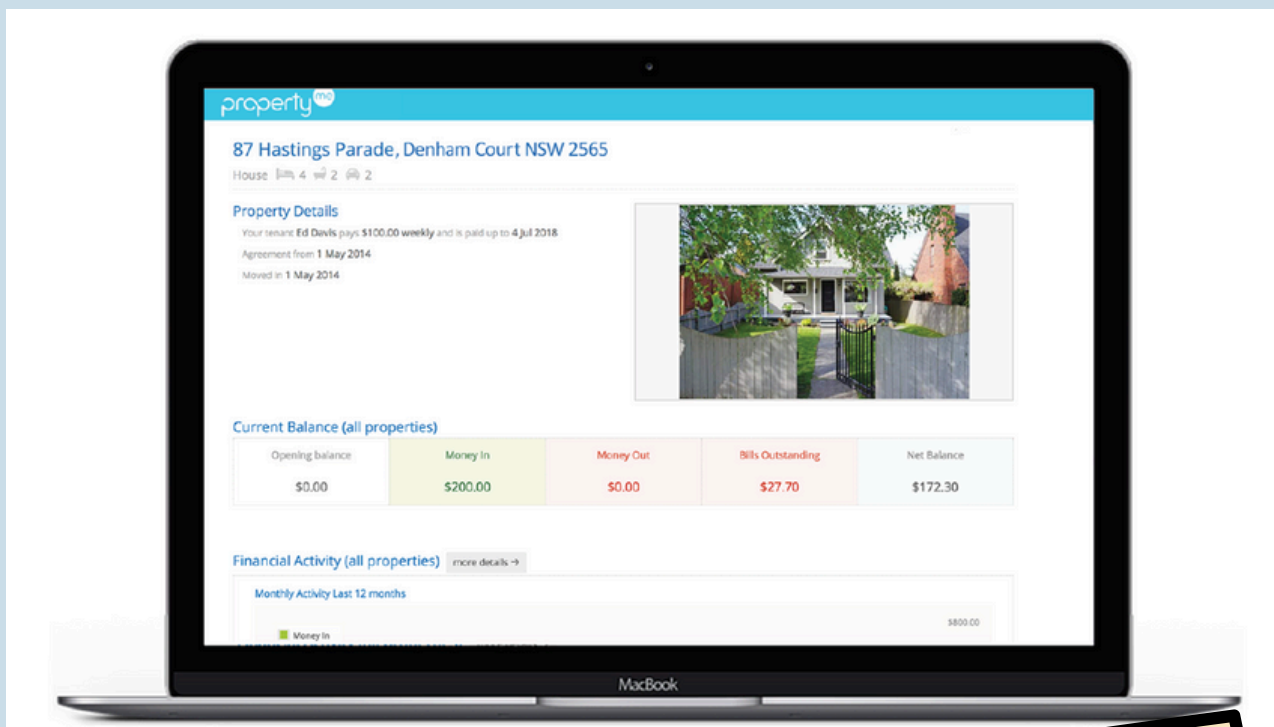 property me
87 Hastings Parade, Denham Court NSW 2565
House 4 2 2
Property Details
Your tenant Ed Davis pays $100.00 weekly and is paid up to 4 Jul 2018
Agreement from 1 May 2014
Moved in 1 May 2014
Current Balance (all properties)
Opening balance Money In Money Out Bills Outstanding Net Balance
$0.00 $200.00 $0.00 $27.70 $172.30
Financial Activity (all properties) more details →
Monthly Activity Last 12 months
$800.00
Money In
MacBook